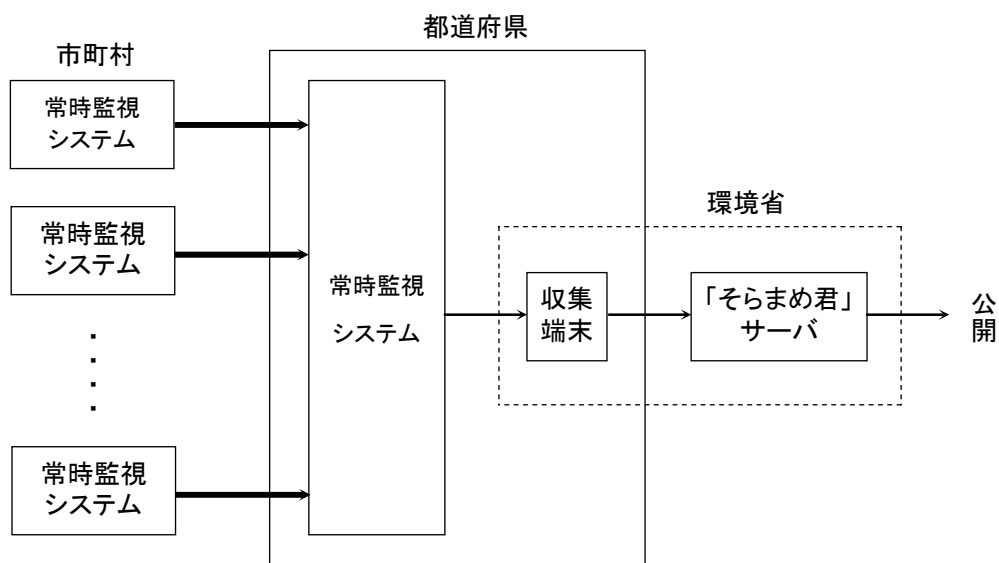 都道府県
市町村
常時監視
システム
常時監視
システム
環境省
常時監視
システム
収集
端末
「そらまめ君」
サーバ
公
開
・
・
・
・
常時監視
システム